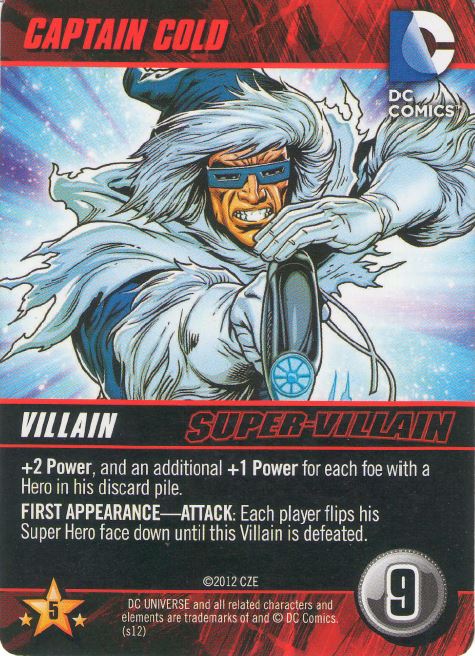 CAPTAIN COLD
DC
DC
COMICS™
VILLAIN
SUPER-VILLAIN
+2 Power, and an additional +1 Power for each foe with a
Hero in his discard pile.
FIRST APPEARANCE—ATTACK: Each player flips his
Super Hero face down until this Villain is defeated.
©2012 CZE
5
DC UNIVERSE and all related characters and
elements are trademarks of and © DC Comics.
(s12)
9